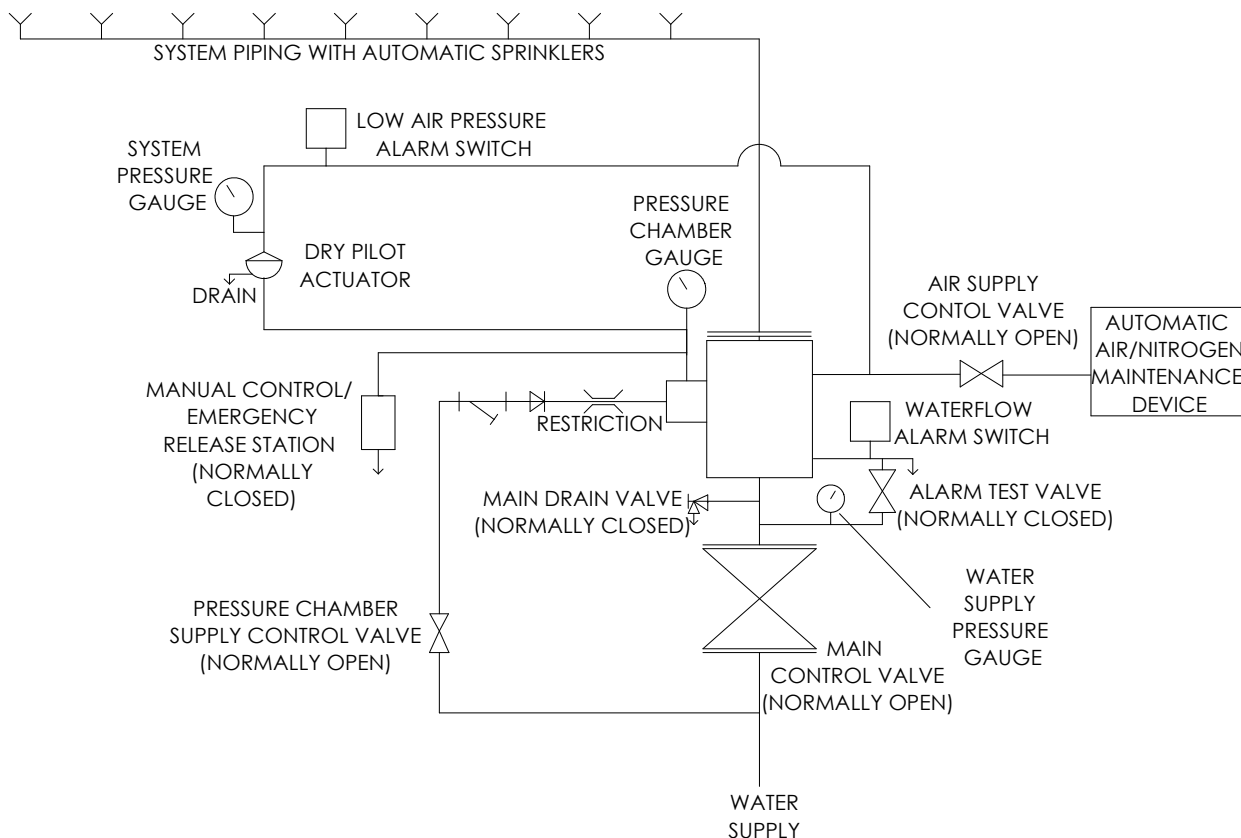 SYSTEM PIPING WITH AUTOMATIC SPRINKLERS
LOW AIR PRESSURE
ALARM SWITCH
SYSTEM
PRESSURE
GAUGE
PRESSURE
CHAMBER
GAUGE
DRY PILOT
ACTUATOR
DRAIN
AIR SUPPLY
CONTOL VALVE
(NORMALLY OPEN)
AUTOMATIC
AIR/NITROGEN
MAINTENANCE
DEVICE
MANUAL CONTROL/
EMERGENCY
RELEASE STATION
(NORMALLY
CLOSED)
RESTRICTION
WATERFLOW
ALARM SWITCH
MAIN DRAIN VALVE
(NORMALLY CLOSED)
ALARM TEST VALVE
(NORMALLY CLOSED)
WATER
SUPPLY
PRESSURE
GAUGE
PRESSURE CHAMBER
SUPPLY CONTROL VALVE
(NORMALLY OPEN)
MAIN
CONTROL VALVE
(NORMALLY OPEN)
WATER
SUPPLY